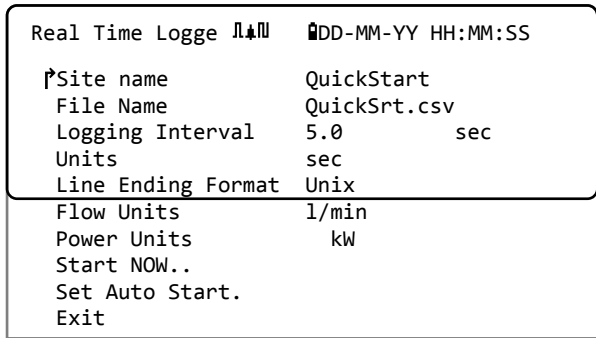 Real Time Logge DD-MM-YY HH:MM:SS
Site name QuickStart
File Name QuickSrt.csv
Logging Interval 5.0 sec
Units sec
Line Ending Format Unix
Flow Units l/min
Power Units kW
Start NOW..
Set Auto Start.
Exit